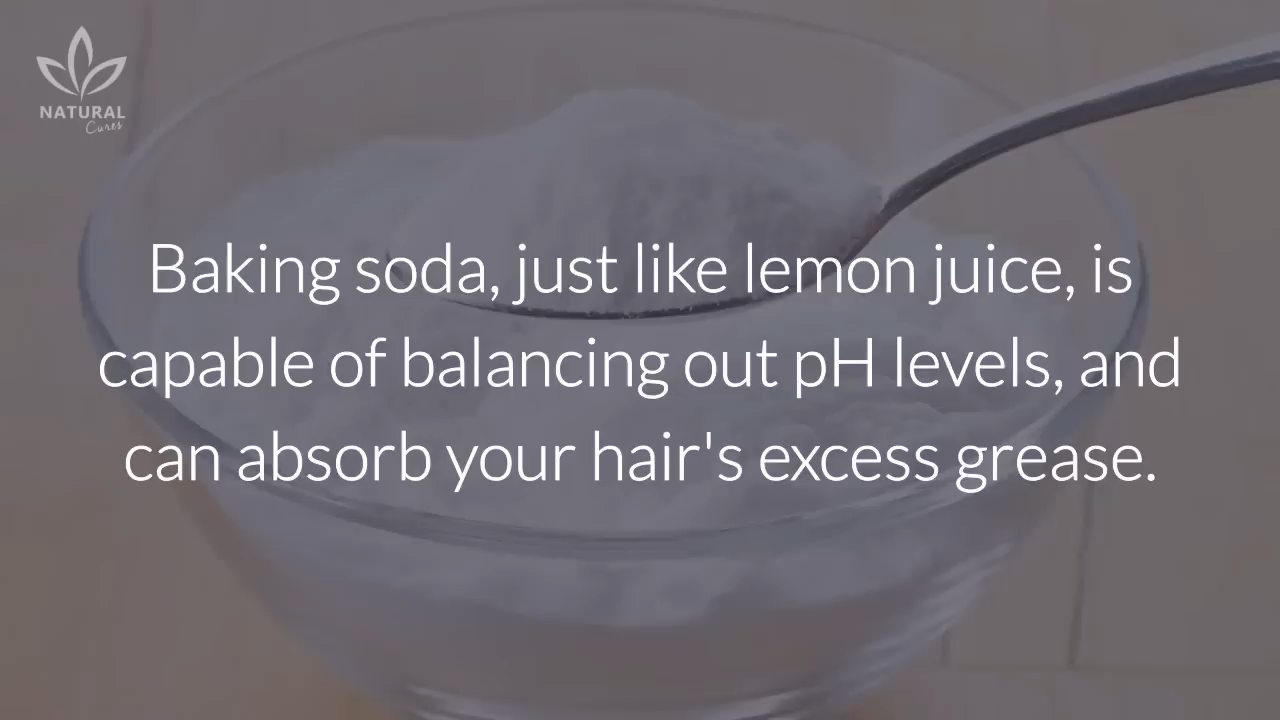 NATURAL
Cures
Baking soda, just like lemon juice, is
capable of balancing out pH levels, and
can absorb your hair's excess grease.